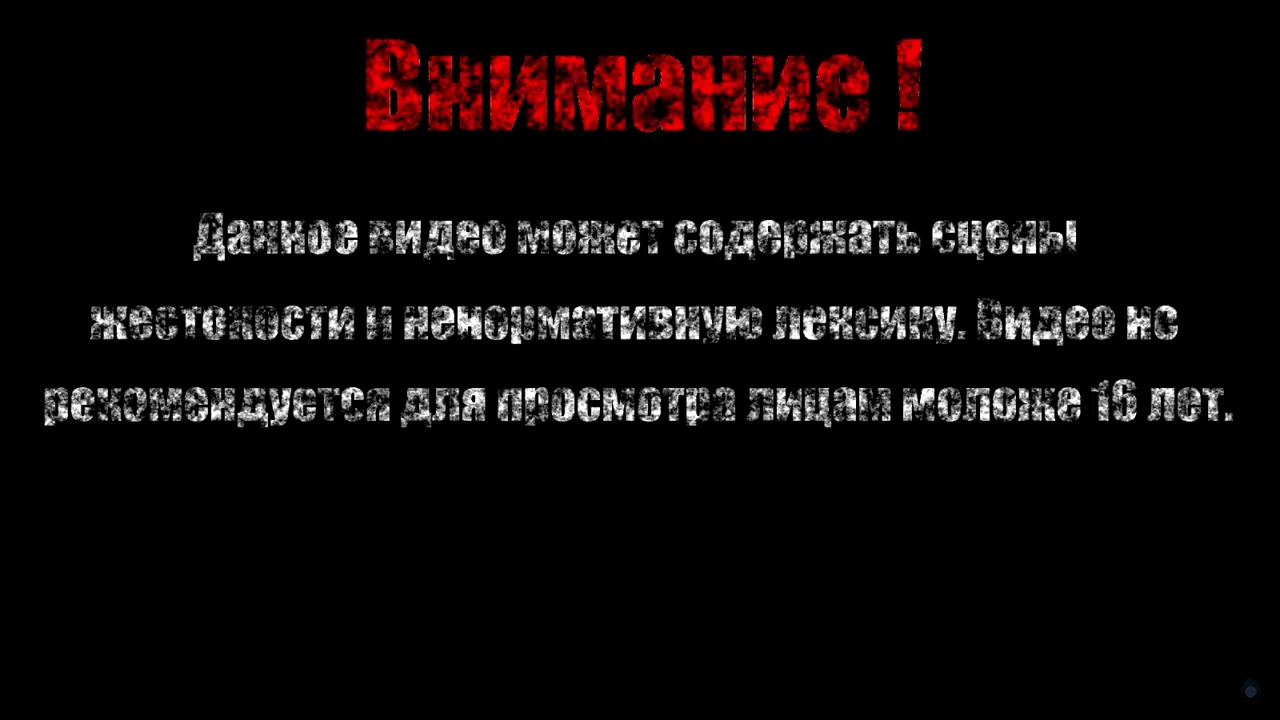 Внимание !
Данное видео может содержать сцены
жестокости и ненормативную лексику. Видео не
рекомендуется для просмотра лицам моложе 16 лет.